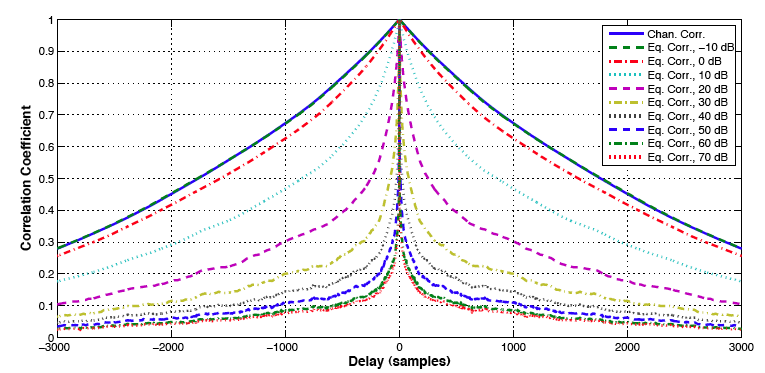 1
0.9
0.8
0.7
0.6
0.5
0.4
0.3
0.2
0.1
0
Correlation Coefficient
Chan. Corr.
Eq. Corr., −10 dB
Eq. Corr., 0 dB
Eq. Corr., 10 dB
Eq. Corr., 20 dB
Eq. Corr., 30 dB
Eq. Corr., 40 dB
Eq. Corr., 50 dB
Eq. Corr., 60 dB
Eq. Corr., 70 dB
−3000 −2000 −1000 0 1000 2000 3000
Delay (samples)